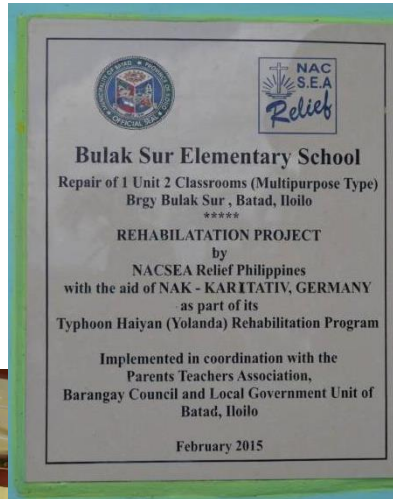 OFFICIAL SEAL
NAC
S.E.A
Relief
Bulak Sur Elementary School
Repair of 1 Unit 2 Classrooms (Multipurpose Type)
Brgy Bulak Sur , Batad, Iloilo
*****
REHABILATATION PROJECT
by
NACSEA Relief Philippines
with the aid of NAK - KARITATIV, GERMANY
as part of its
Typhoon Haiyan (Yolanda) Rehabilitation Program
Implemented in coordination with the
Parents Teachers Association,
Barangay Council and Local Government Unit of
Batad, Iloilo
February 2015